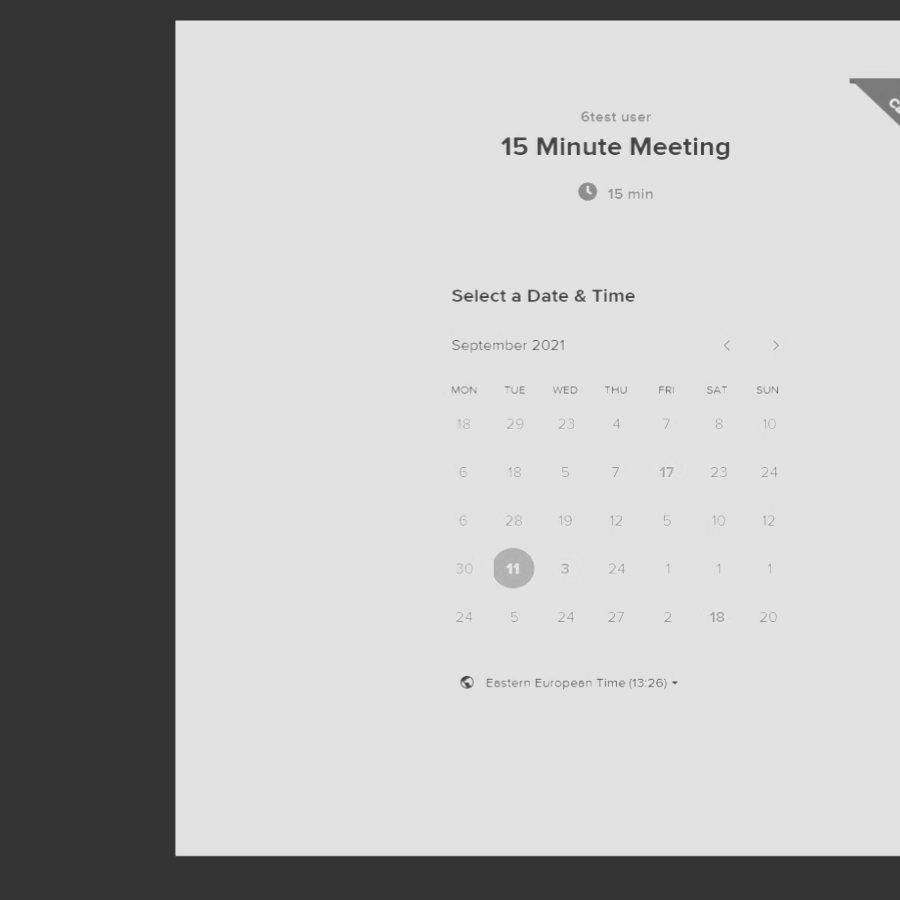 6test user
15 Minute Meeting
15 min
Select a Date & Time
September 2021
MON TUE WED THU FRI SAT SUN
18 29 23 4 7 8 10
6 18 5 7 17 23 24
6 28 19 12 5 10 12
30 11 3 24 1 1 1
24 5 24 27 2 18 20
Eastern European Time (13:26)